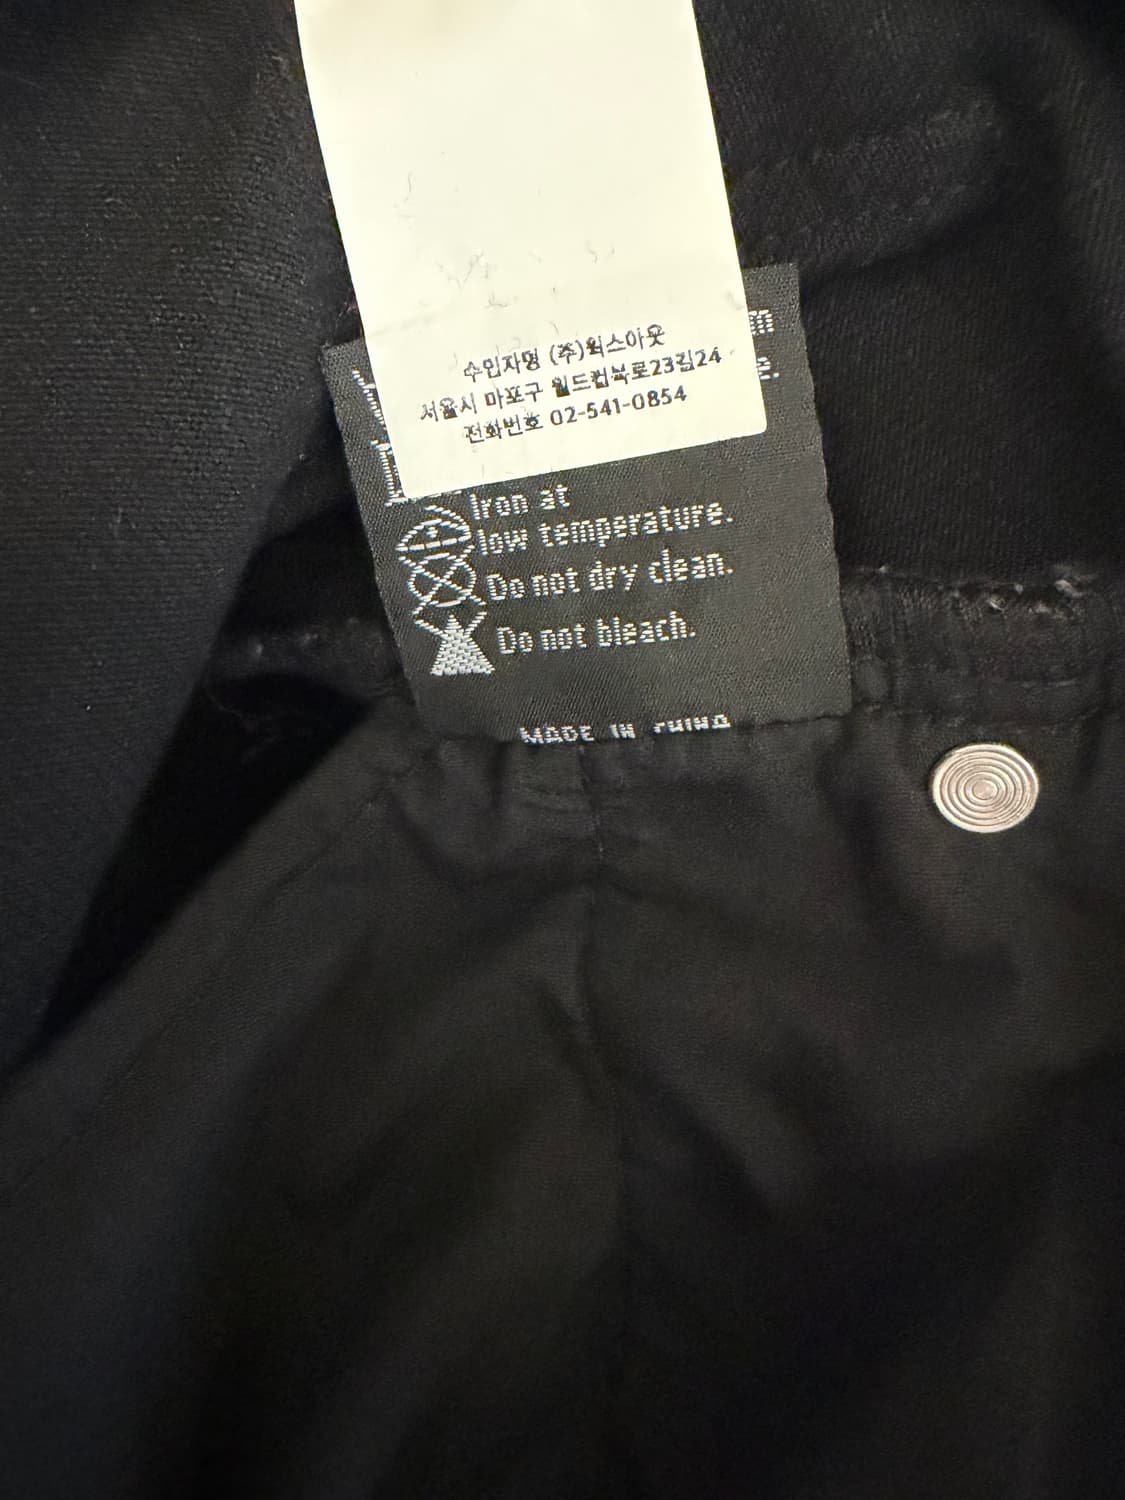 수입자명 (주)웍스아웃
서울시 마포구 월드컵북로23길24
전화번호 02-541-0854
Iron at
low temperature.
Do not dry clean.
Do not bleach.
MADE IN CHINA